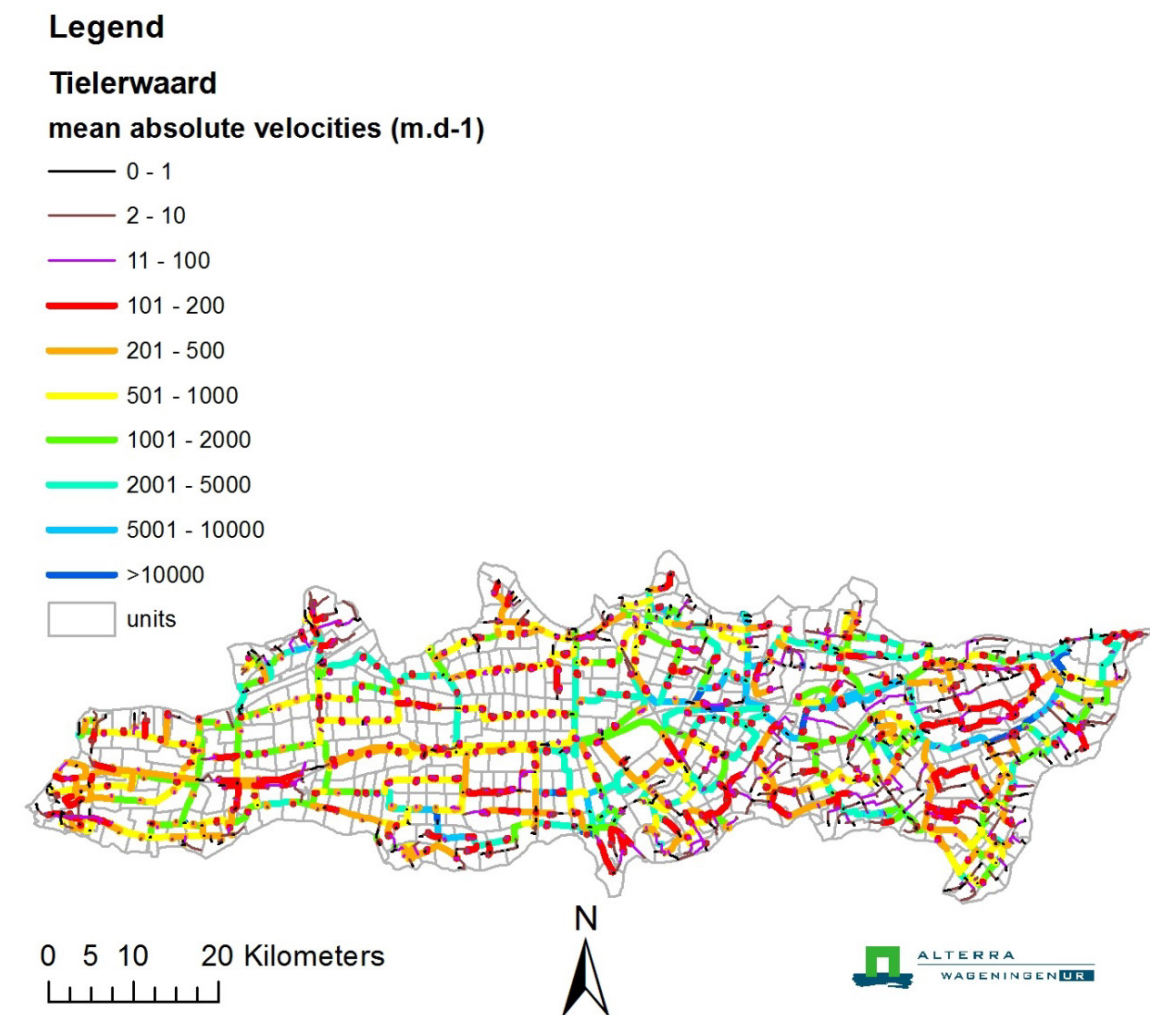 Legend
Tielerwaard
mean absolute velocities (m.d-1)
0 - 1
2 - 10
11 - 100
101 - 200
201 - 500
501 - 1000
1001 - 2000
2001 - 5000
5001 - 10000
>10000
units
N
0 5 10 20 Kilometers
ALTERRA
WAGENINGEN UR